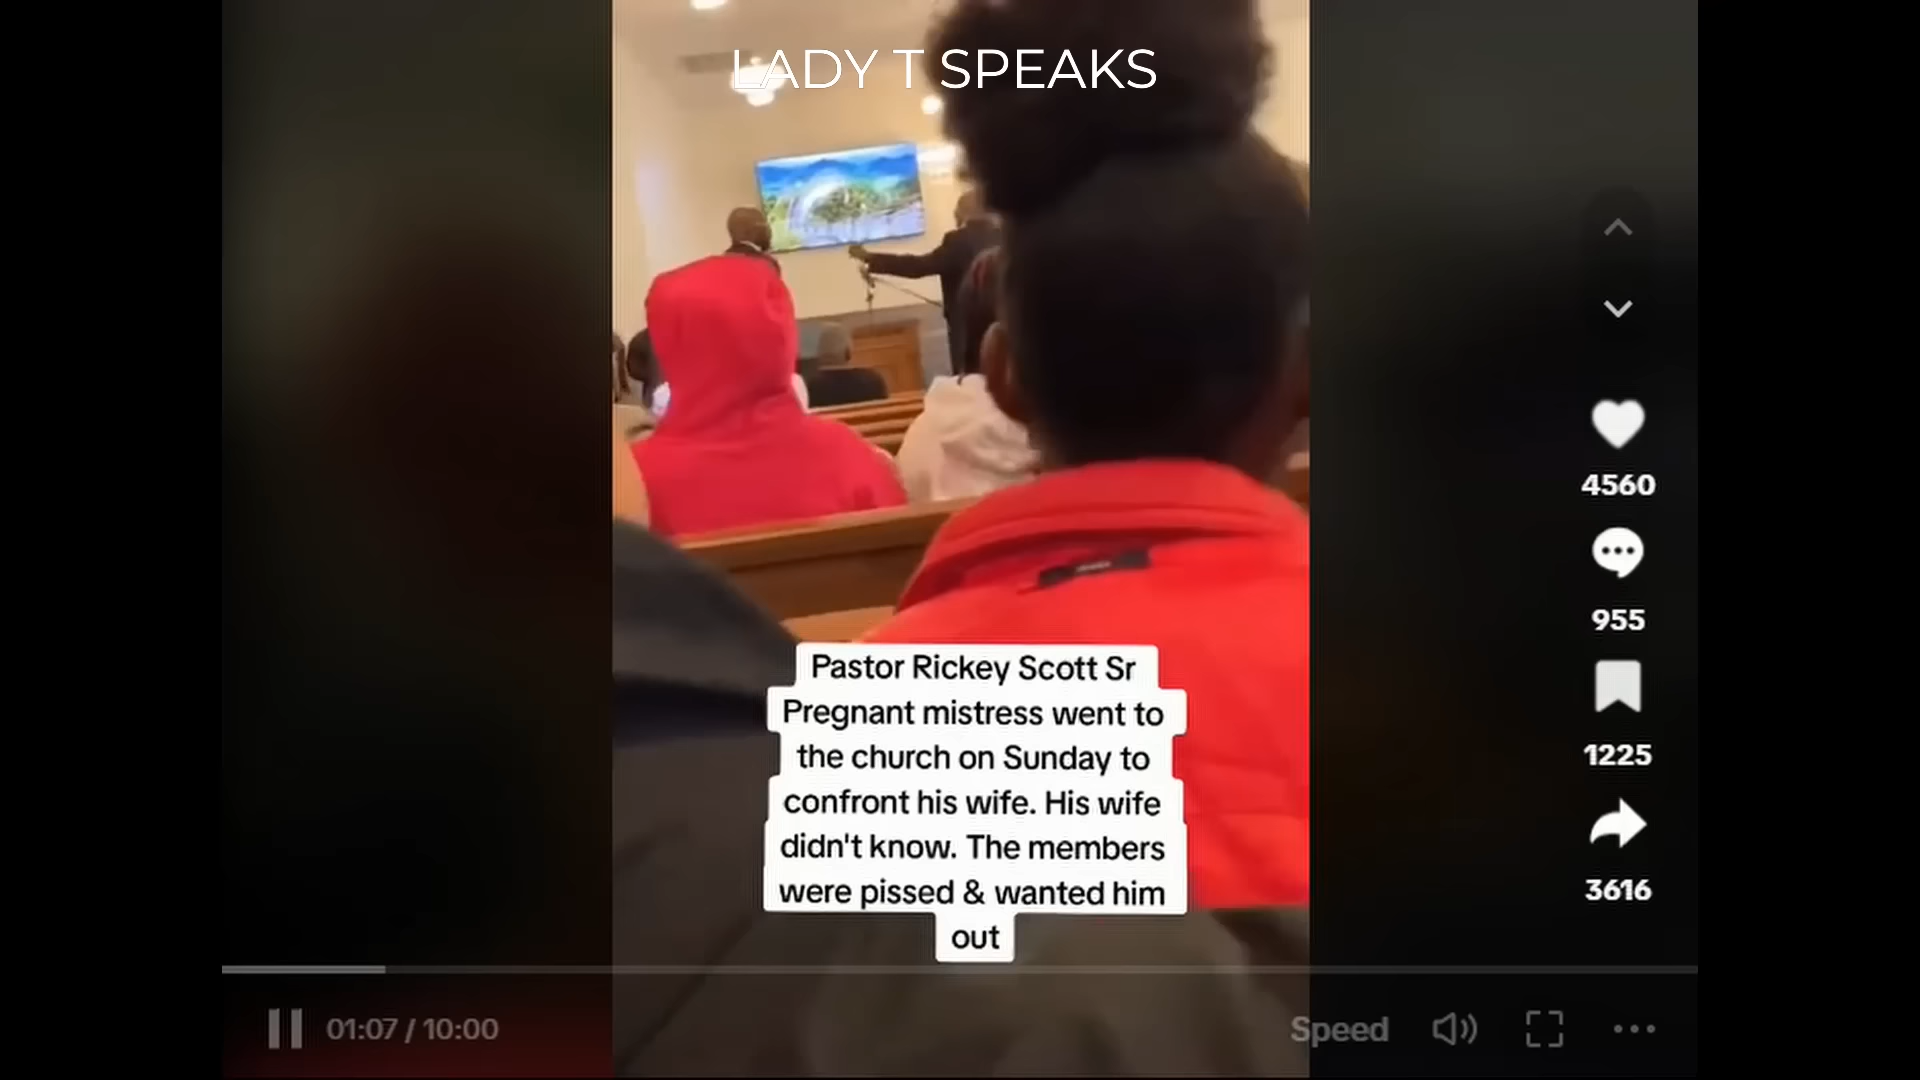 LADY T SPEAKS
Pastor Rickey Scott Sr
Pregnant mistress went to
the church on Sunday to
confront his wife. His wife
didn't know. The members
were pissed & wanted him
out
4560
955
1225
3616
01:07 / 10:00
Speed